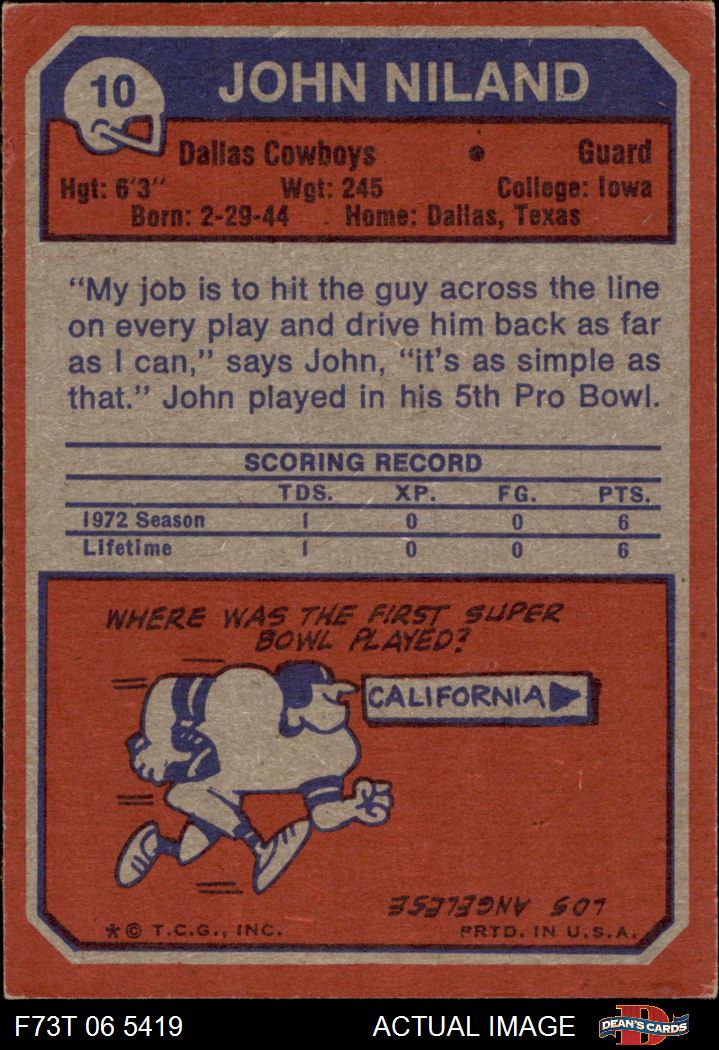 10
JOHN NILAND
Dallas Cowboys • Guard
Hgt: 6'3" Wgt: 245 College: Iowa
Born: 2-29-44 Home: Dallas, Texas
"My job is to hit the guy across the line
on every play and drive him back as far
as I can," says John, "it's as simple as
that." John played in his 5th Pro Bowl.
SCORING RECORD
TDS. XP. FG. PTS.
1972 Season 1 0 0 6
Lifetime 1 0 0 6
WHERE WAS THE FIRST SUPER
BOWL PLAYED?
CALIFORNIA
LOS ANGELESE
* © T.C.G., INC. PRTD. IN U.S.A.
F73T 06 5419 ACTUAL IMAGE DEAN'S CARDS